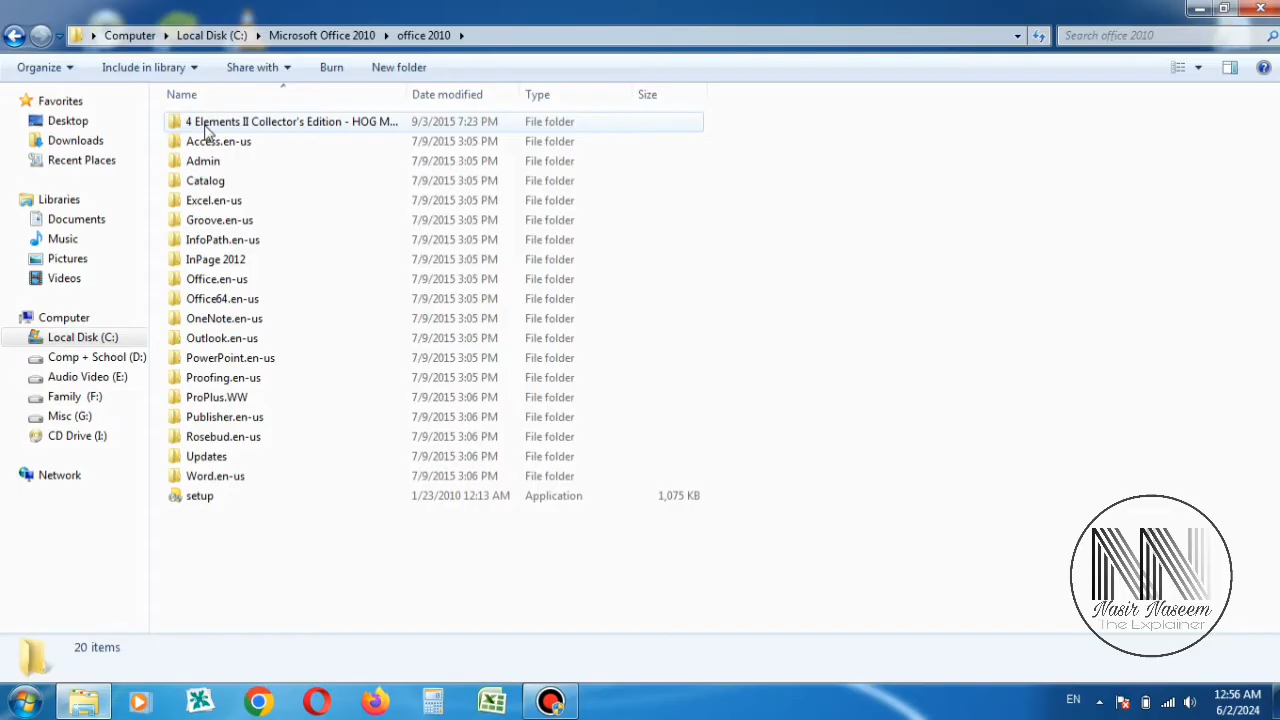 Computer Local Disk (C:) Microsoft Office 2010 office 2010
Search office 2010
Organize Include in library Share with Burn New folder
Name Date modified Type Size
Favorites
Desktop
Downloads
Recent Places
Libraries
Documents
Music
Pictures
Videos
Computer
Local Disk (C:)
Comp + School (D:)
Audio Video (E:)
Family (F:)
Misc (G:)
CD Drive (I:)
Network
4 Elements II Collector's Edition - HOG M... 9/3/2015 7:23 PM File folder
Access.en-us 7/9/2015 3:05 PM File folder
Admin 7/9/2015 3:05 PM File folder
Catalog 7/9/2015 3:05 PM File folder
Excel.en-us 7/9/2015 3:05 PM File folder
Groove.en-us 7/9/2015 3:05 PM File folder
InfoPath.en-us 7/9/2015 3:05 PM File folder
InPage 2012 7/9/2015 3:05 PM File folder
Office.en-us 7/9/2015 3:05 PM File folder
Office64.en-us 7/9/2015 3:05 PM File folder
OneNote.en-us 7/9/2015 3:05 PM File folder
Outlook.en-us 7/9/2015 3:05 PM File folder
PowerPoint.en-us 7/9/2015 3:05 PM File folder
Proofing.en-us 7/9/2015 3:05 PM File folder
ProPlus.WW 7/9/2015 3:06 PM File folder
Publisher.en-us 7/9/2015 3:06 PM File folder
Rosebud.en-us 7/9/2015 3:06 PM File folder
Updates 7/9/2015 3:06 PM File folder
Word.en-us 7/9/2015 3:06 PM File folder
setup 1/23/2010 12:13 AM Application 1,075 KB
NN
Nasir Naseem
The Explainer
20 items
EN
12:56 AM
6/2/2024